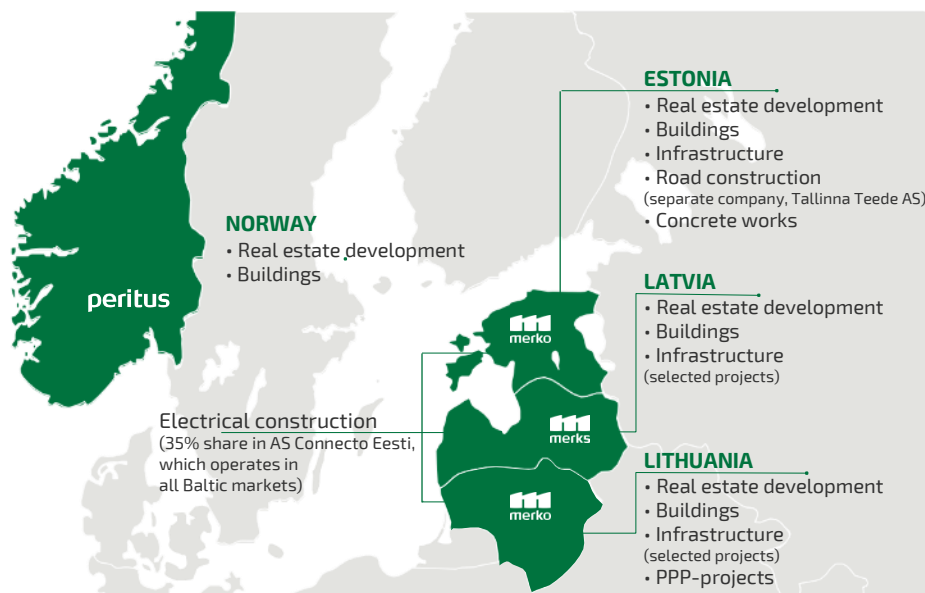 peritus
NORWAY
• Real estate development
• Buildings
ESTONIA
• Real estate development
• Buildings
• Infrastructure
• Road construction
(separate company, Tallinna Teede AS)
• Concrete works
merko
LATVIA
• Real estate development
• Buildings
• Infrastructure
(selected projects)
merks
Electrical construction
(35% share in AS Connecto Eesti,
which operates in
all Baltic markets)
LITHUANIA
• Real estate development
• Buildings
• Infrastructure
(selected projects)
• PPP-projects
merko